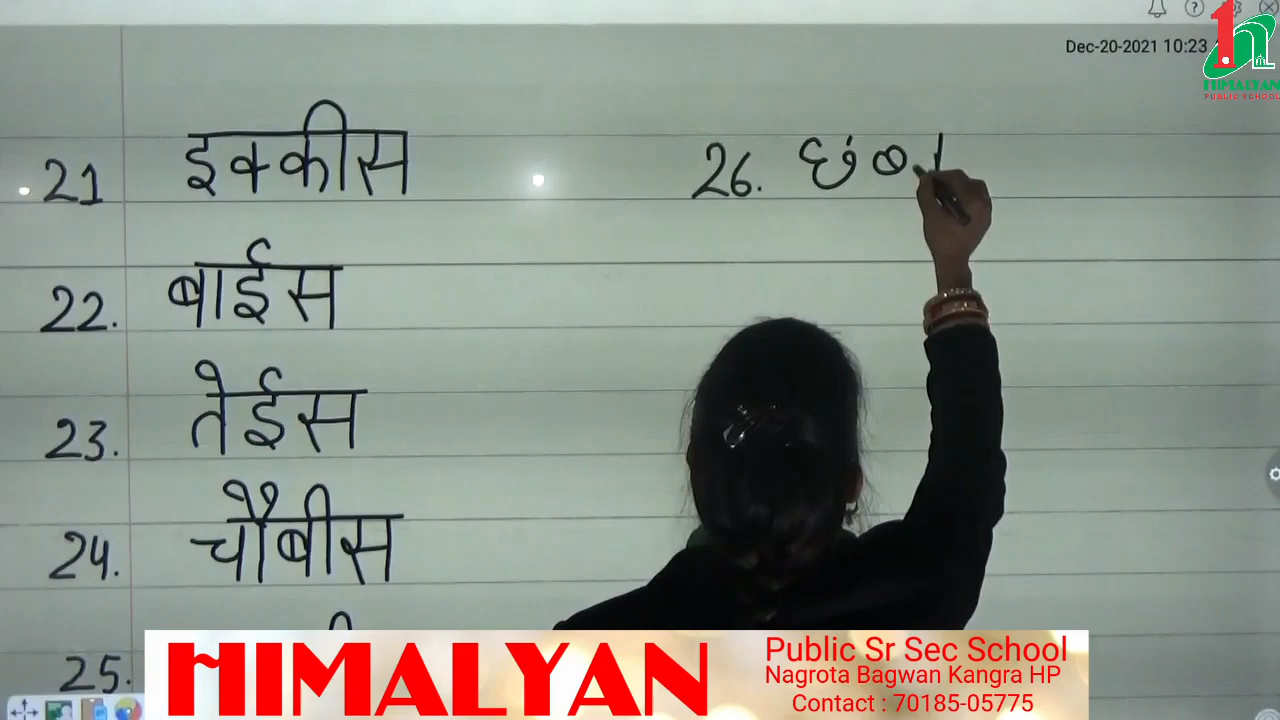 Dec-20-2021 10:23
HIMALYAN
PUBLIC SCHOOL
21 इक्कीस
22. बाईस
23. तेईस
24. चौबीस
25.
26.
HIMALYAN
Public Sr Sec School
Nagrota Bagwan Kangra HP
Contact : 70185-05775